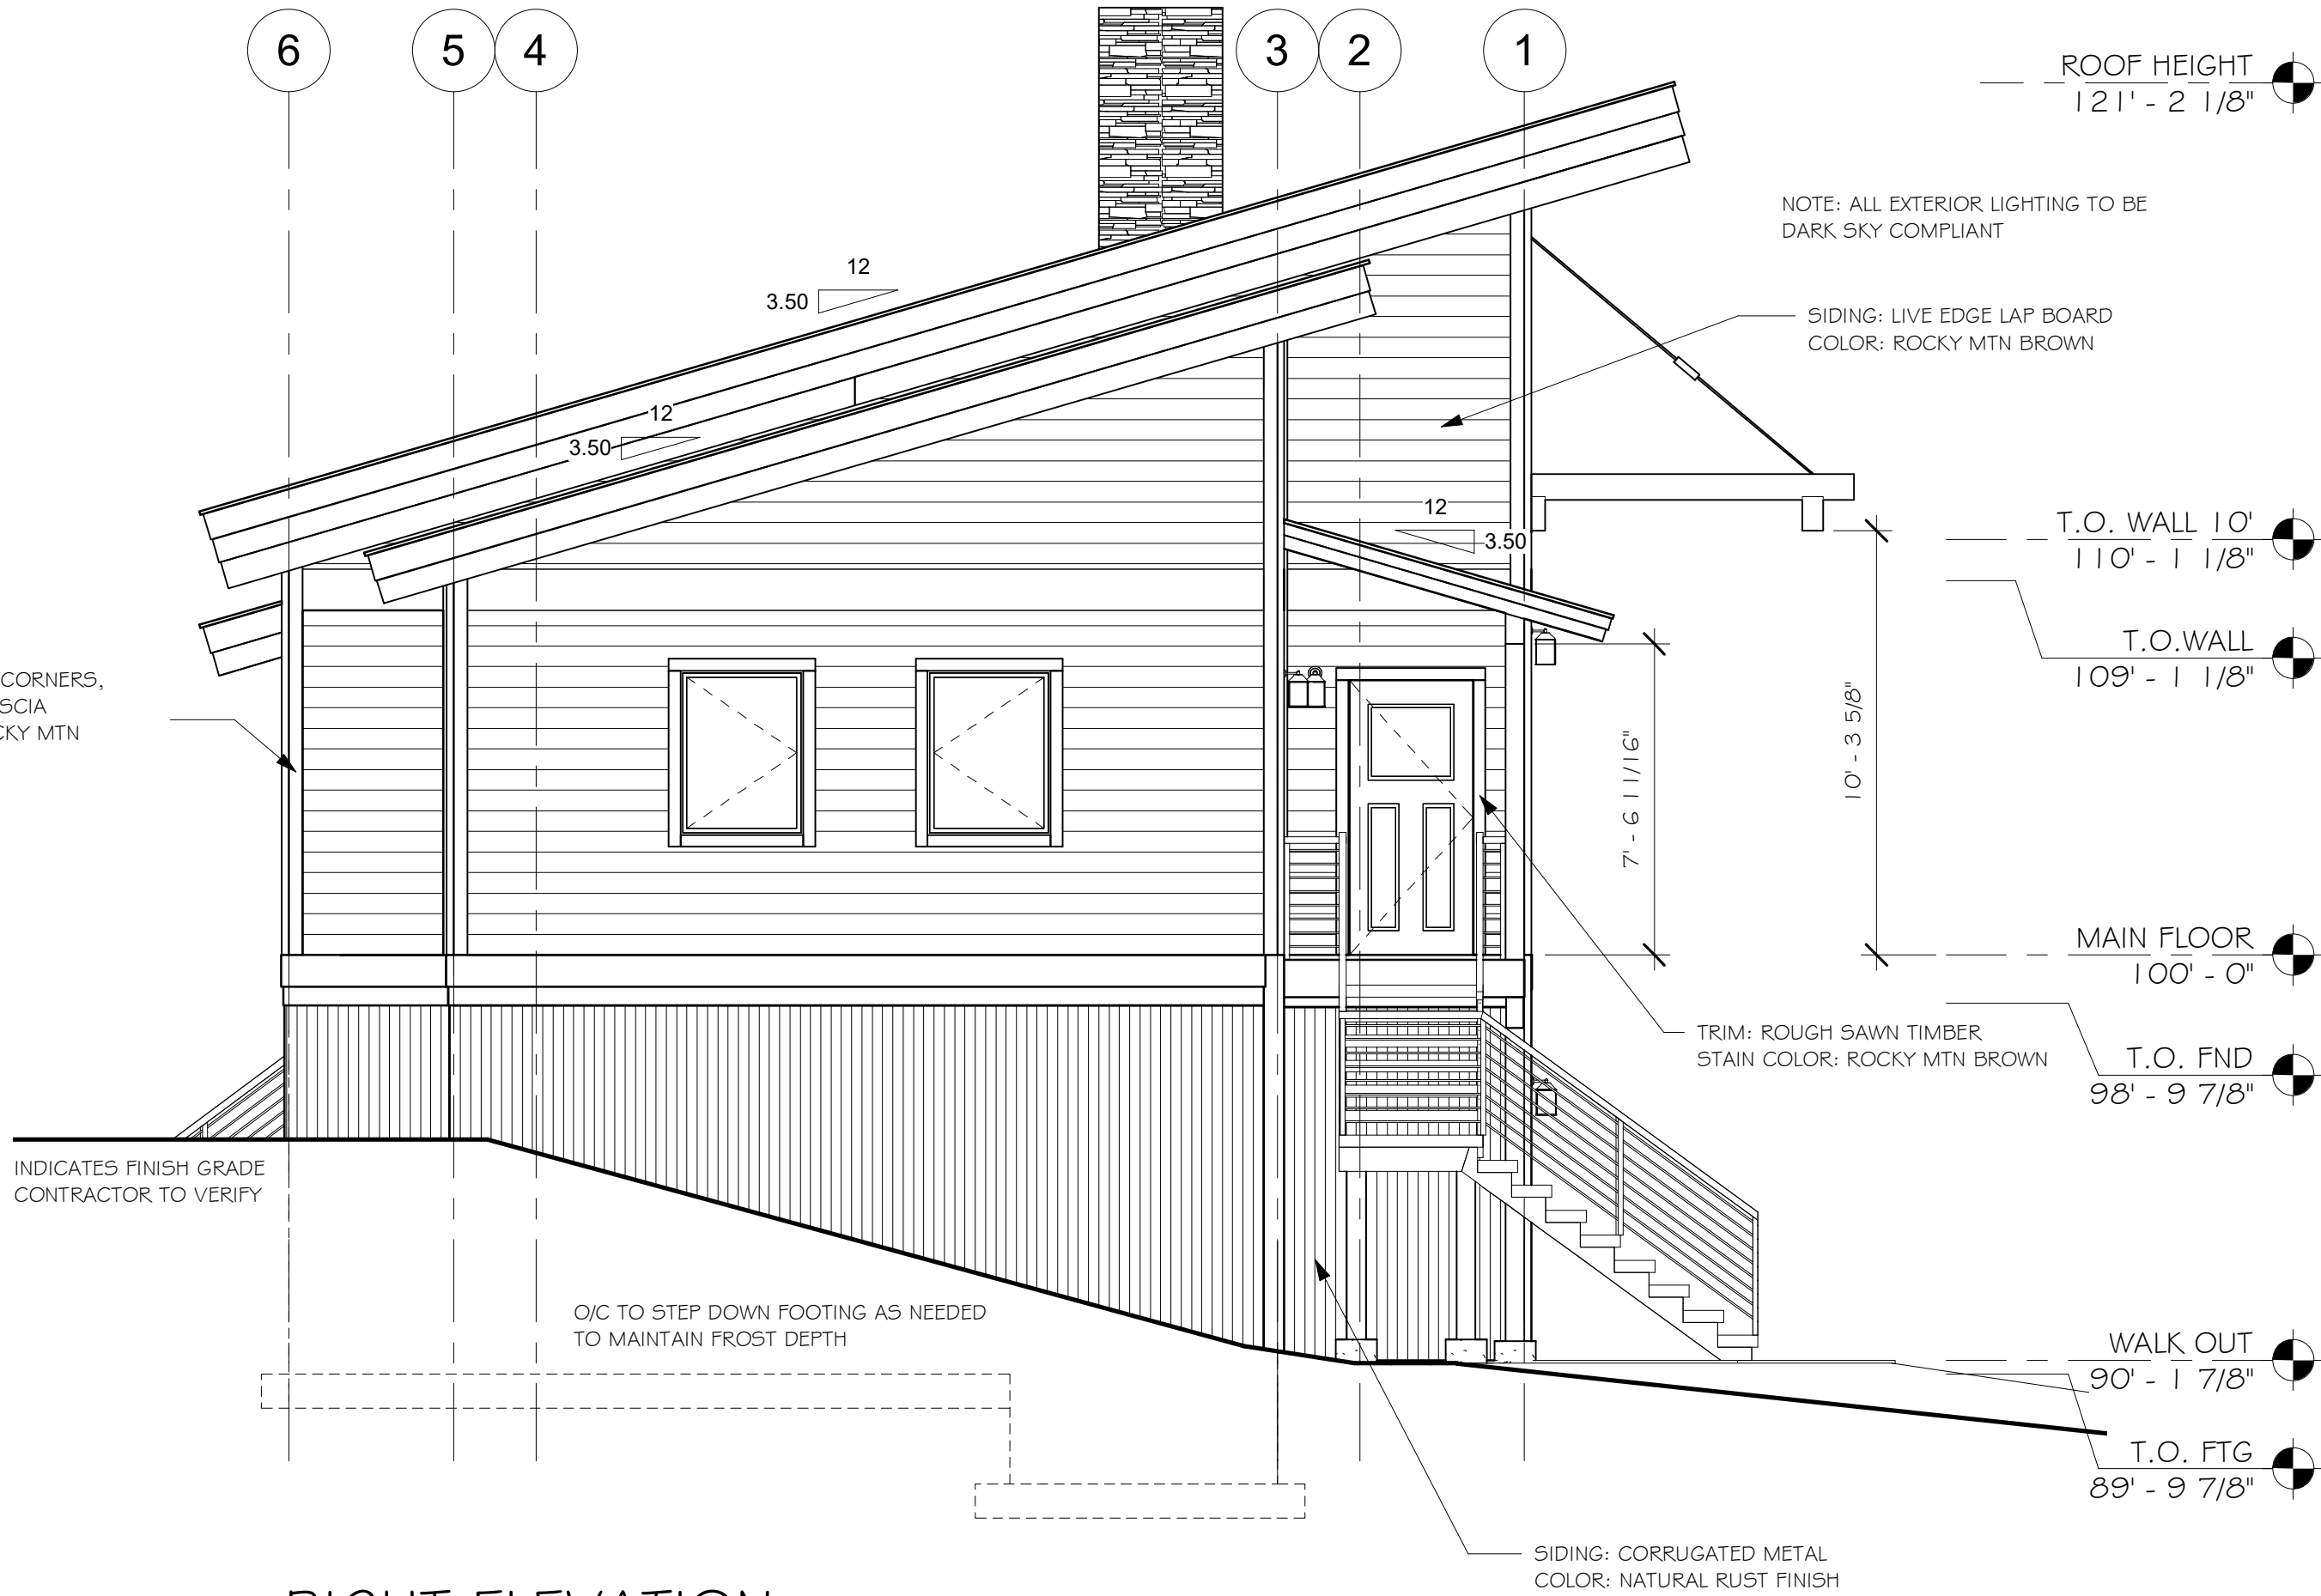 6
5
4
3
2
1
ROOF HEIGHT
121' - 2 1/8"
NOTE: ALL EXTERIOR LIGHTING TO BE
DARK SKY COMPLIANT
12
3.50
SIDING: LIVE EDGE LAP BOARD
COLOR: ROCKY MTN BROWN
12
3.50
12
3.50
T.O. WALL 10'
110' - 1 1/8"
T.O.WALL
109' - 1 1/8"
CORNERS,
SCIA
CKY MTN
7' - 6 11/16"
10' - 3 5/8"
MAIN FLOOR
100' - 0"
TRIM: ROUGH SAWN TIMBER
STAIN COLOR: ROCKY MTN BROWN
T.O. FND
98' - 9 7/8"
INDICATES FINISH GRADE
CONTRACTOR TO VERIFY
O/C TO STEP DOWN FOOTING AS NEEDED
TO MAINTAIN FROST DEPTH
WALK OUT
90' - 1 7/8"
T.O. FTG
89' - 9 7/8"
SIDING: CORRUGATED METAL
COLOR: NATURAL RUST FINISH
RIGHT ELEVATION